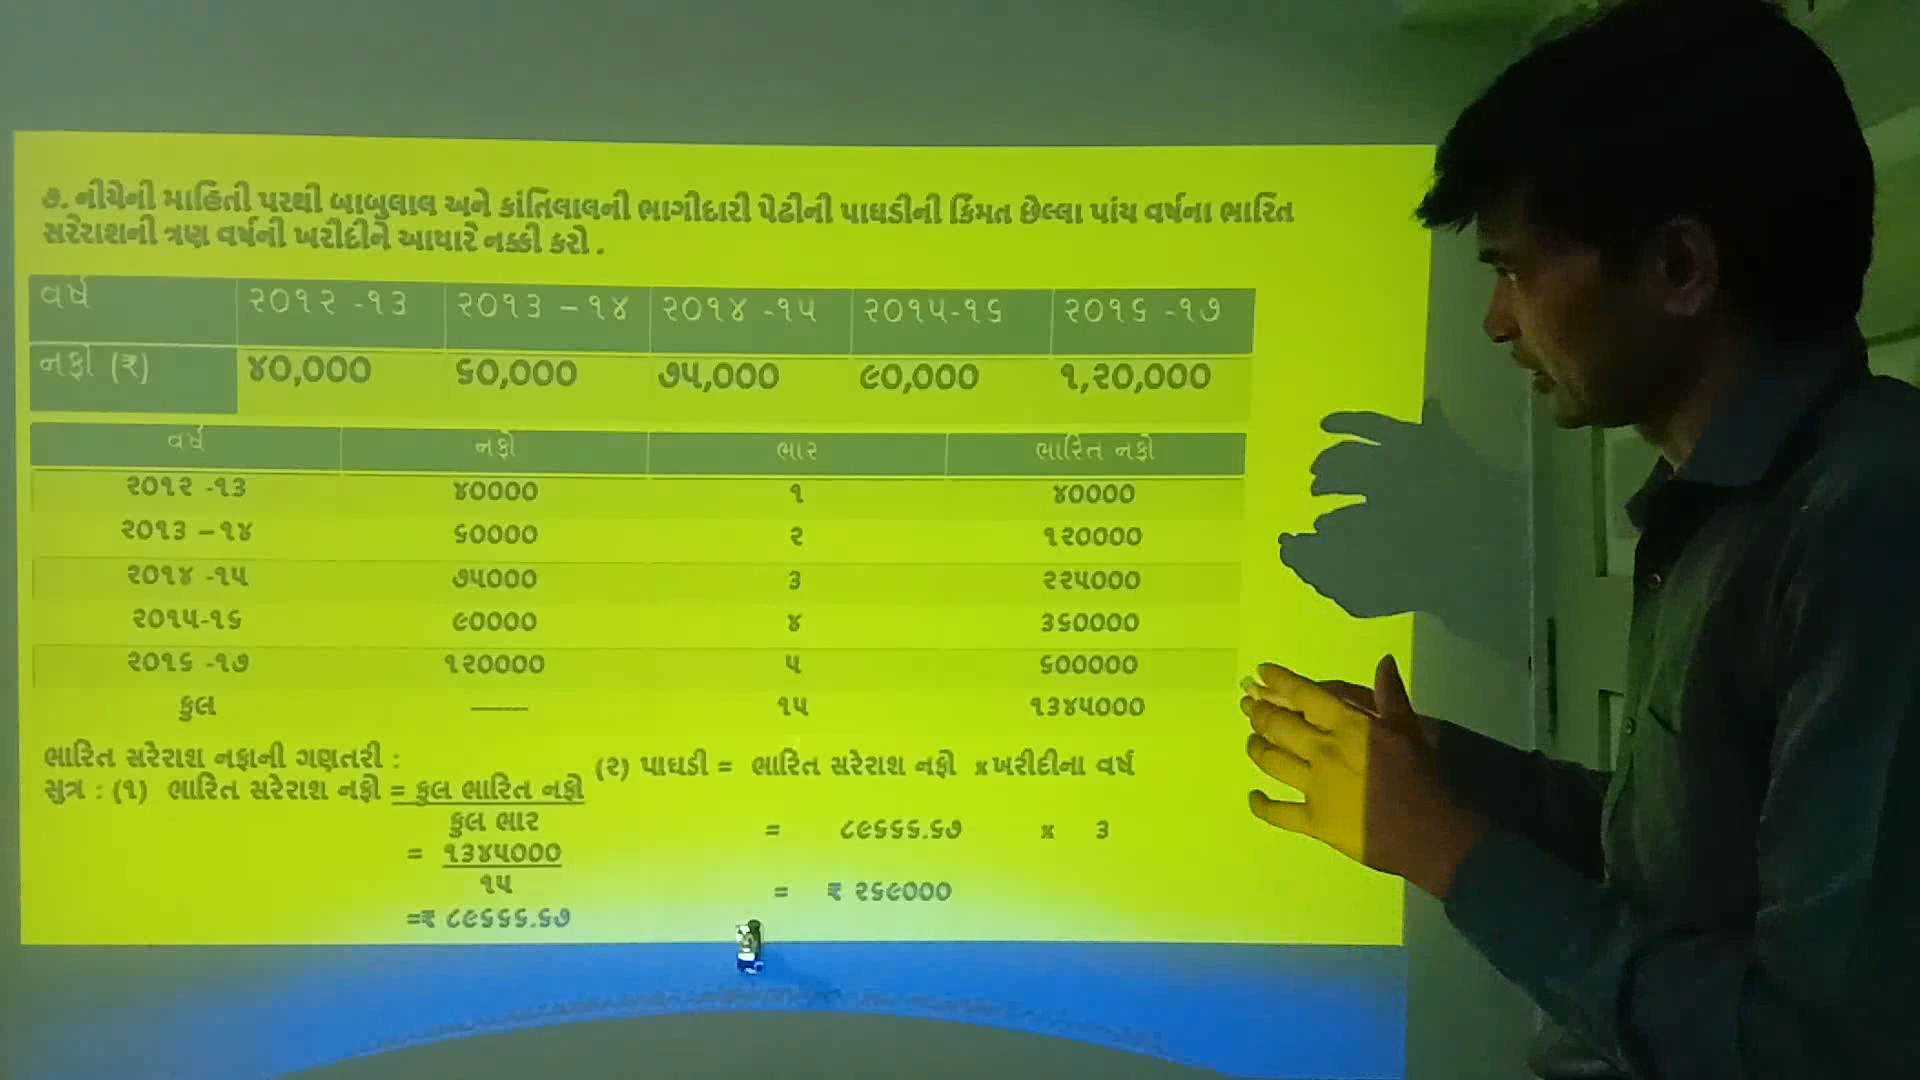 ૭. નીચેની માહિતી પરથી બાબુલાલ અને કાંતિલાલની ભાગીદારી પેઢીની પાઘડીની કિંમત છેલ્લા પાંચ વર્ષના ભારિત
સરેરાશની ત્રણ વર્ષની ખરીદીને આધારે નક્કી કરો .
વર્ષ ૨૦૧૨ -૧૩ ૨૦૧૩ – ૧૪ ૨૦૧૪ -૧૫ ૨૦૧૫-૧૬ ૨૦૧૬ -૧૭
નફો (₹) ૪૦,૦૦૦ ૬૦,૦૦૦ ૭૫,૦૦૦ ૯૦,૦૦૦ ૧,૨૦,૦૦૦
વર્ષ નફો ભાર ભારિત નફો
૨૦૧૨ -૧૩ ૪૦૦૦૦ ૧ ૪૦૦૦૦
૨૦૧૩ – ૧૪ ૬૦૦૦૦ ૨ ૧૨૦૦૦૦
૨૦૧૪ -૧૫ ૭૫૦૦૦ ૩ ૨૨૫૦૦૦
૨૦૧૫-૧૬ ૯૦૦૦૦ ૪ ૩૬૦૦૦૦
૨૦૧૬ -૧૭ ૧૨૦૦૦૦ ૫ ૬૦૦૦૦૦
કુલ —— ૧૫ ૧૩૪૫૦૦૦
ભારિત સરેરાશ નફાની ગણતરી :
સુત્ર : (૧) ભારિત સરેરાશ નફો = કુલ ભારિત નફો
કુલ ભાર
= ૧૩૪૫૦૦૦
૧૫
=₹ ૮૯૬૬૬.૬૭
(૨) પાઘડી = ભારિત સરેરાશ નફો x ખરીદીના વર્ષ
= ૮૯૬૬૬.૬૭ x ૩
= ₹ ૨૬૯૦૦૦